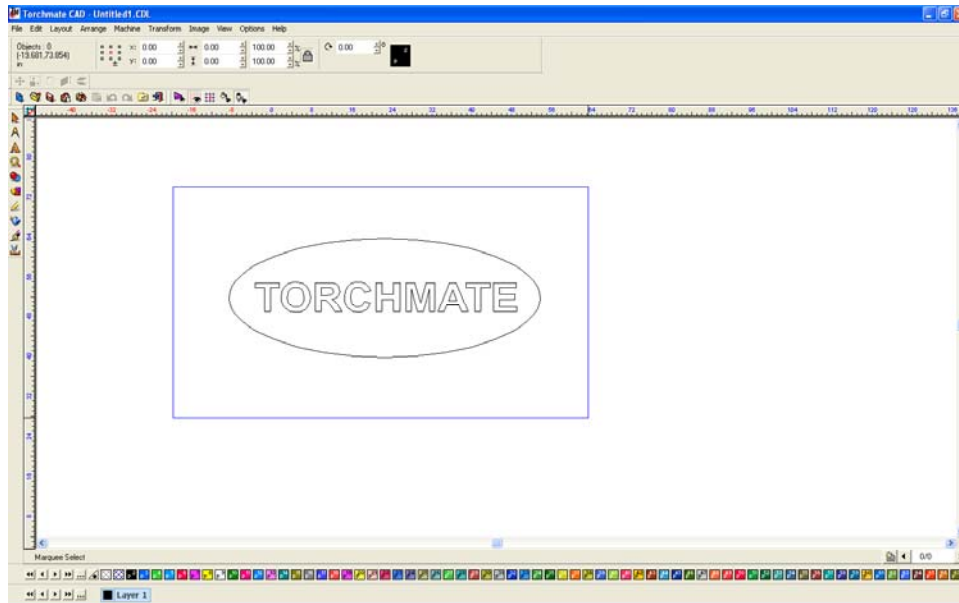 Torchmate CAD - Untitled1.CDL
File Edit Layout Arrange Machine Transform Image View Options Help
Objects : 0
(-19.681,73.854)
in
x: 0.00 0.00 100.00 % 0.00
y: 0.00 0.00 100.00 %
TORCHMATE
Marquee Select
0/0
Layer 1